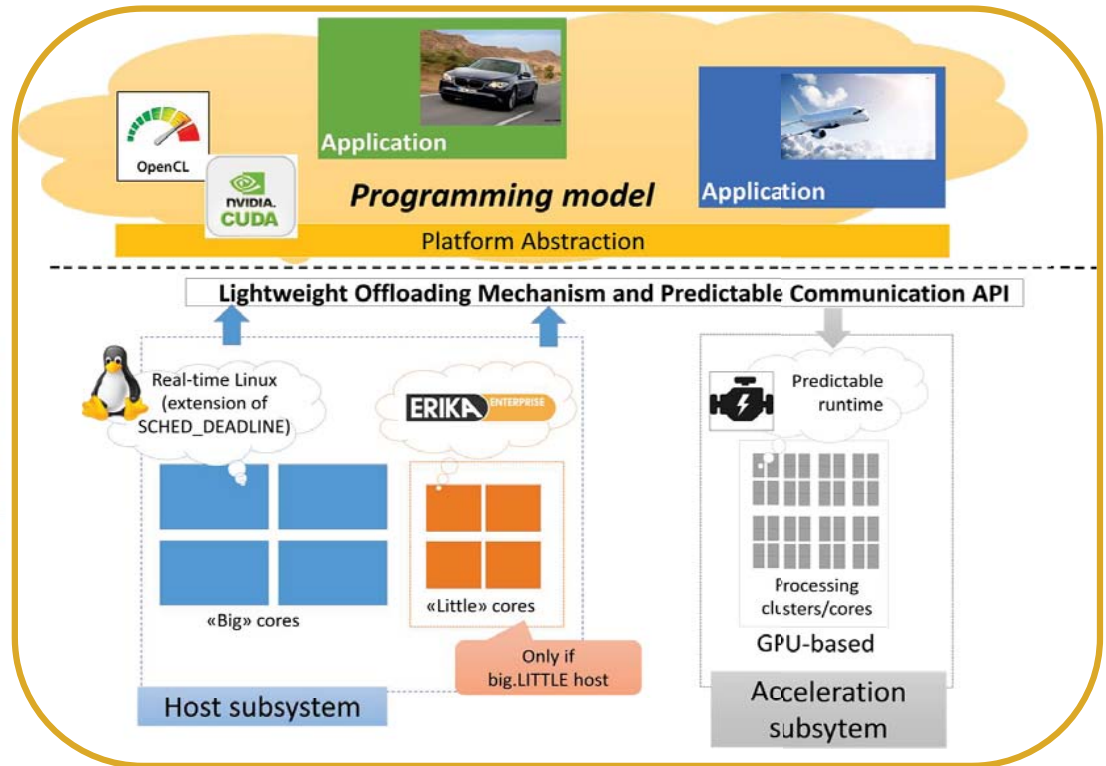 OpenCL
NVIDIA.
CUDA
Application
Application
Programming model
Platform Abstraction
Lightweight Offloading Mechanism and Predictable Communication API
Real-time Linux
(extension of
SCHED_DEADLINE)
ERIKA ENTERPRISE
Predictable
runtime
«Big» cores
«Little» cores
Only if
big.LITTLE host
Processing
clusters/cores
GPU-based
Host subsystem
Acceleration
subsytem